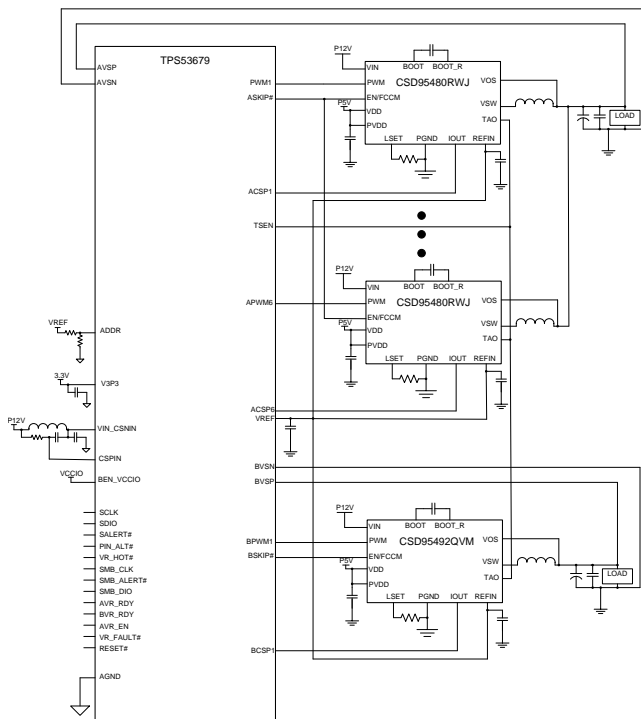 TPS53679
AVSP
AVSN
PWM1
ASKIP#
ACSP1
TSEN
APWM6
ACSP6
VREF
BVSN
BVSP
BPWM1
BSKIP#
BCSP1
VREF
ADDR
3.3V
V3P3
P12V
VIN_CSNIN
CSPIN
VCCIO
BEN_VCCIO
SCLK
SDIO
SALERT#
PIN_ALT#
VR_HOT#
SMB_CLK
SMB_ALERT#
SMB_DIO
AVR_RDY
BVR_RDY
AVR_EN
VR_FAULT#
RESET#
AGND
P12V
VIN
BOOT BOOT_R
PWM
CSD95480RWJ
VOS
EN/FCCM
P5V
VDD
VSW
PVDD
TAO
LSET PGND IOUT REFIN
LOAD
P12V
VIN
BOOT BOOT_R
PWM
CSD95480RWJ
VOS
EN/FCCM
P5V
VDD
VSW
PVDD
TAO
LSET PGND IOUT REFIN
P12V
VIN
BOOT BOOT_R
PWM
CSD95492QVM
VOS
EN/FCCM
P5V
VDD
VSW
PVDD
TAO
LSET PGND IOUT REFIN
LOAD